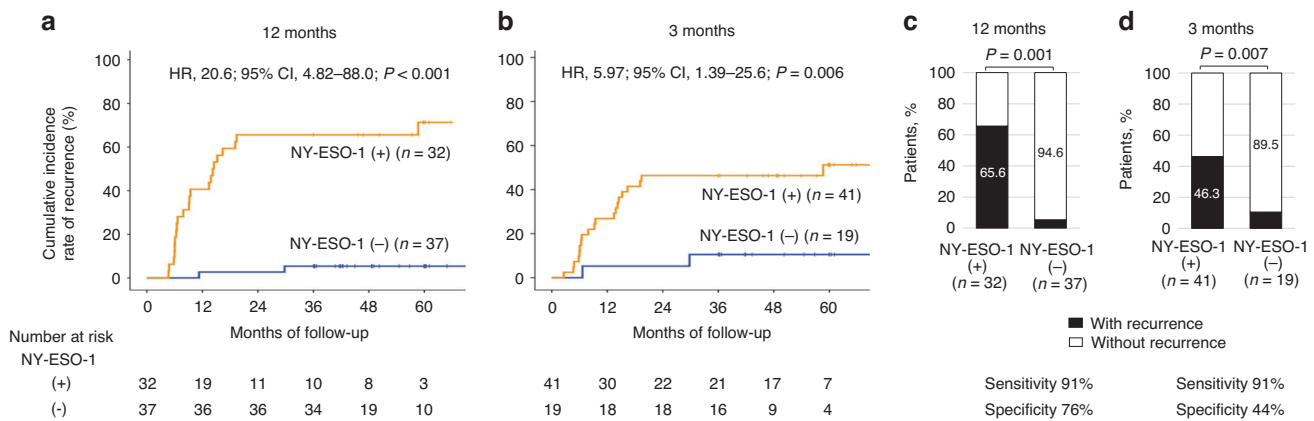 a
12 months
100
80
60
40
20
0
Cumulative incidence
rate of recurrence (%)
HR, 20.6; 95% CI, 4.82–88.0; P < 0.001
NY-ESO-1 (+) (n = 32)
NY-ESO-1 (–) (n = 37)
0 12 24 36 48 60
Months of follow-up
Number at risk
NY-ESO-1
(+) 32 19 11 10 8 3
(-) 37 36 36 34 19 10
b
3 months
100
80
60
40
20
0
HR, 5.97; 95% CI, 1.39–25.6; P = 0.006
NY-ESO-1
(+) (n = 41)
NY-ESO-1 (–) (n = 19)
0 12 24 36 48 60
Months of follow-up
41 30 22 21 17 7
19 18 18 16 9 4
c
12 months
P = 0.001
Patients, %
100
80
60
40
20
0
65.6
94.6
NY-ESO-1 NY-ESO-1
(+) (–)
(n = 32) (n = 37)
d
3 months
P = 0.007
Patients, %
100
80
60
40
20
0
46.3
89.5
NY-ESO-1 NY-ESO-1
(+) (–)
(n = 41) (n = 19)
With recurrence
Without recurrence
Sensitivity 91% Sensitivity 91%
Specificity 76% Specificity 44%